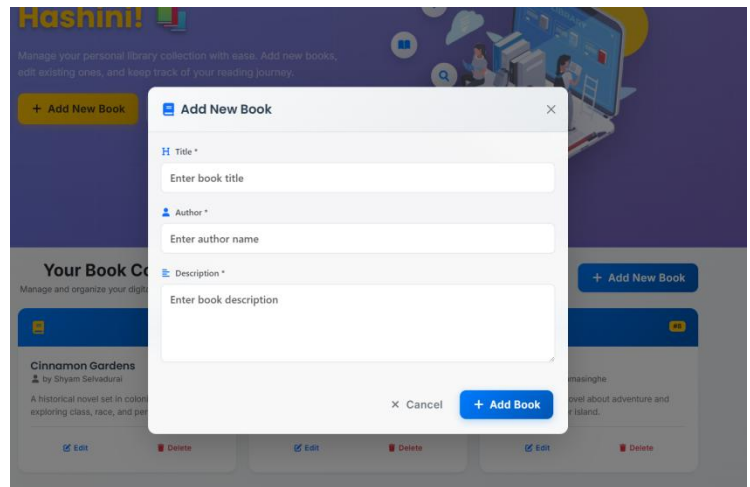 Hashini!
Manage your personal library collection with ease. Add new books,
edit existing ones, and keep track of your reading journey.
+ Add New Book
Add New Book
Title *
Enter book title
Author *
Enter author name
Description *
Enter book description
× Cancel
+ Add Book
Your Book Co
Manage and organize your digit
+ Add New Book
Cinnamon Gardens
by Shyam Selvadurai
A historical novel set in coloni
exploring class, race, and per
masinghe
ovel about adventure and
r island.
Edit Delete Edit Delete Edit Delete